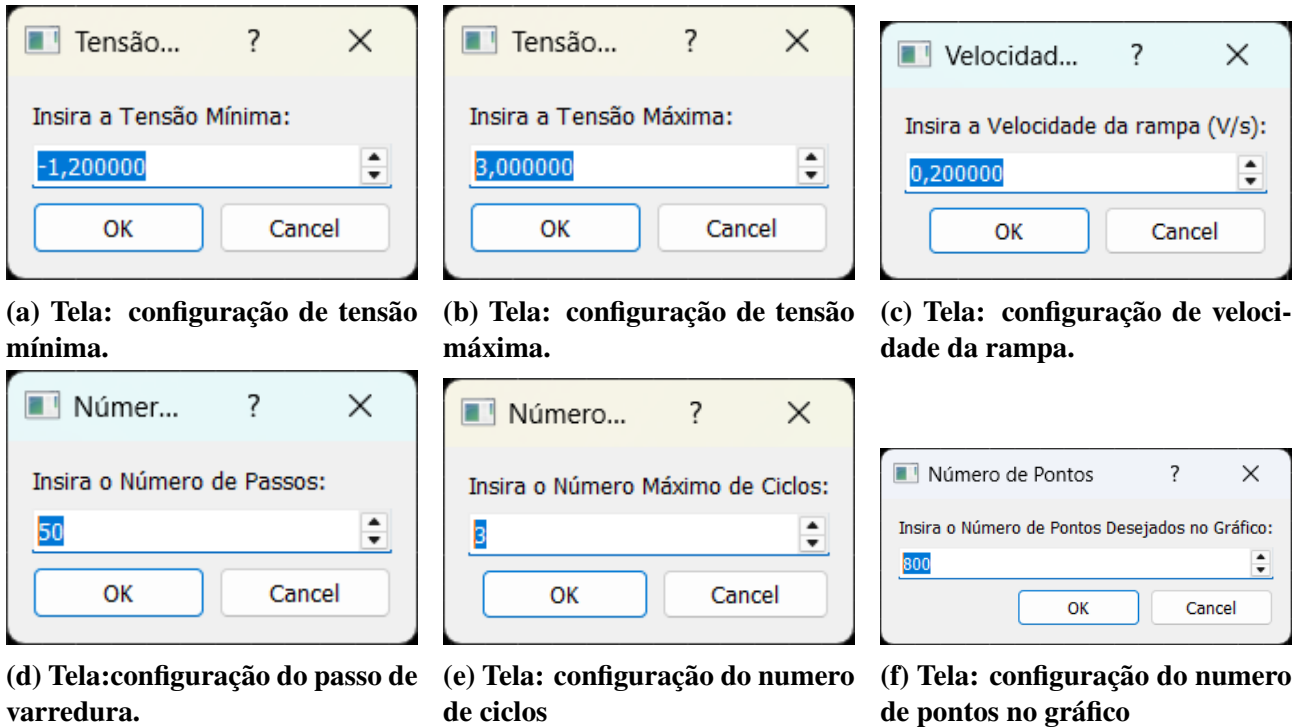 Tensão... ?
Insira a Tensão Mínima:
-1,200000
OK Cancel
(a) Tela: configuração de tensão
mínima.
Tensão... ?
Insira a Tensão Máxima:
3,000000
OK Cancel
(b) Tela: configuração de tensão
máxima.
Velocidad... ?
Insira a Velocidade da rampa (V/s):
0,200000
OK Cancel
(c) Tela: configuração de veloci-
dade da rampa.
Númer... ?
Insira o Número de Passos:
50
OK Cancel
(d) Tela:configuração do passo de
varredura.
Número... ?
Insira o Número Máximo de Ciclos:
3
OK Cancel
(e) Tela: configuração do numero
de ciclos
Número de Pontos ?
Insira o Número de Pontos Desejados no Gráfico:
800
OK Cancel
(f) Tela: configuração do numero
de pontos no gráfico